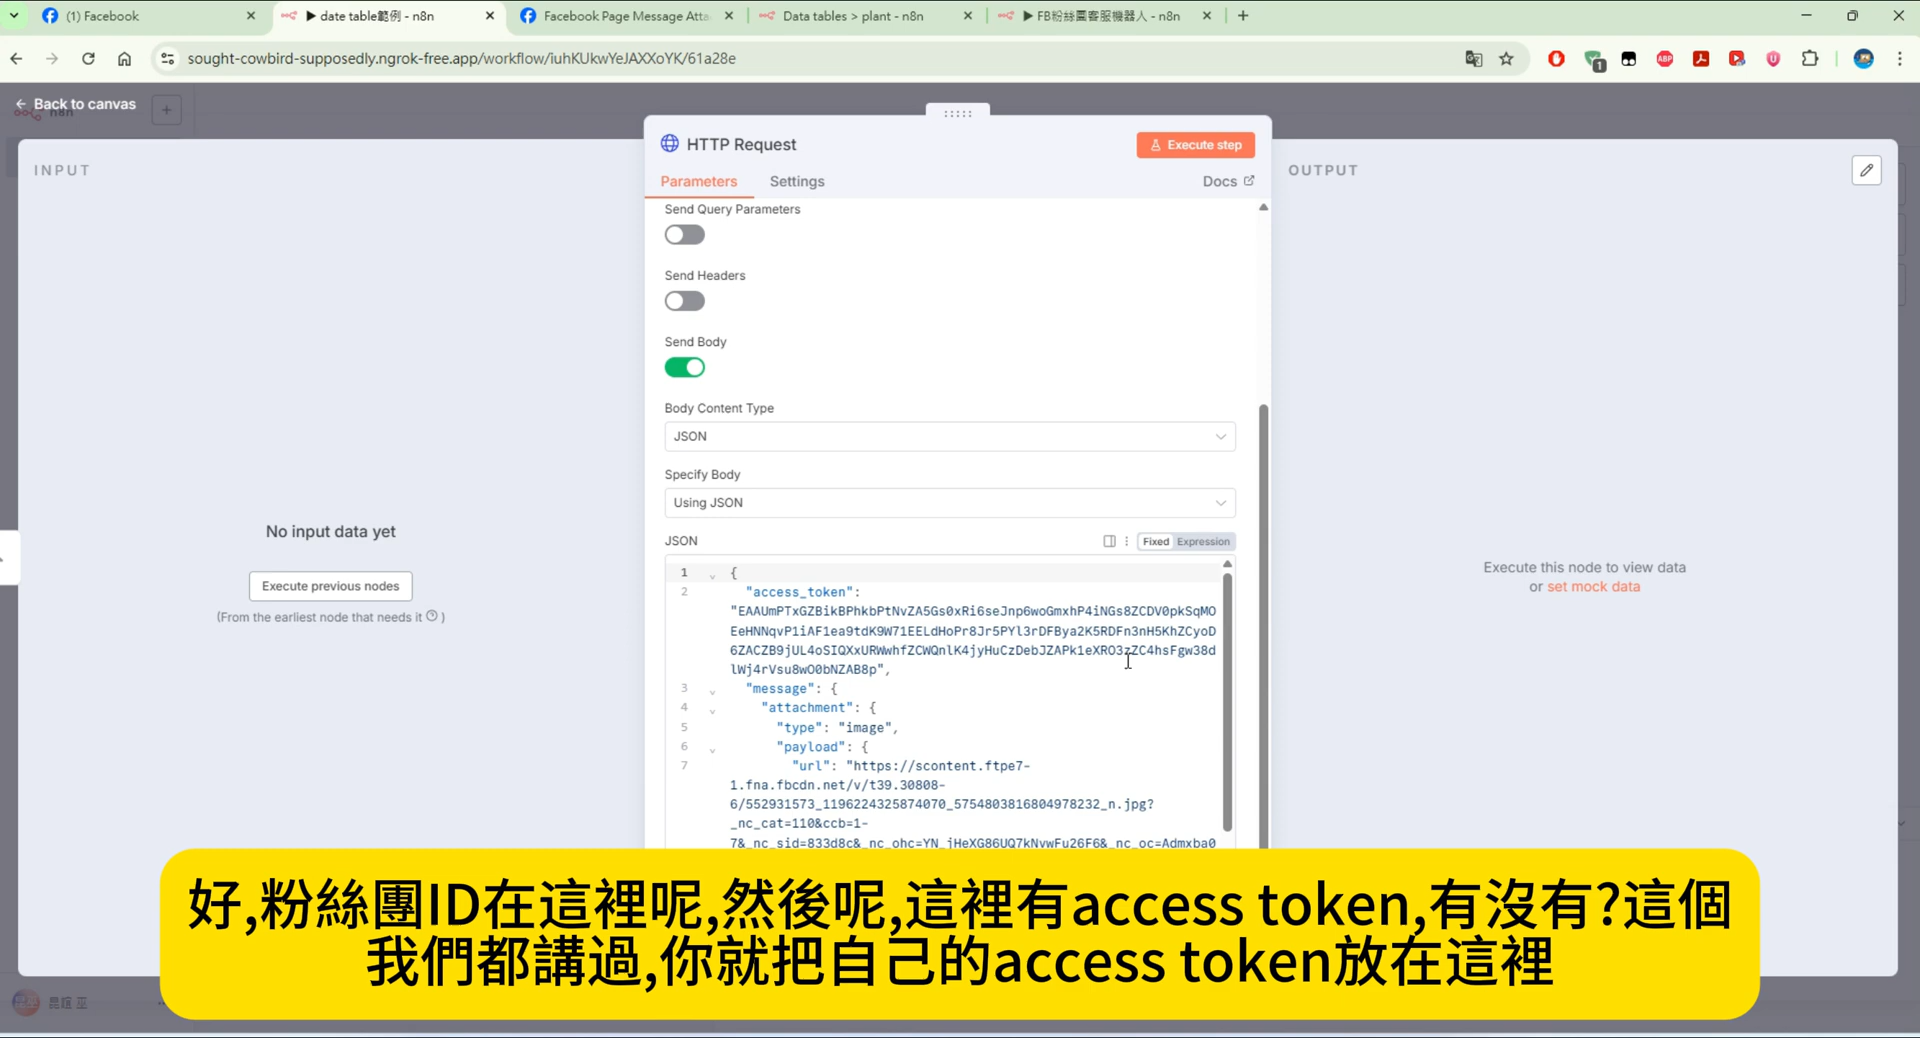 (1) Facebook
▶ date table範例 - n8n
Facebook Page Message Atta
Data tables > plant - n8n
▶ FB粉絲團客服機器人 - n8n
sought-cowbird-supposedly.ngrok-free.app/workflow/iuhKUkwYeJAXXoYK/61a28e
Back to canvas
n8n
INPUT
HTTP Request
Execute step
OUTPUT
Parameters
Settings
Docs
Send Query Parameters
Send Headers
Send Body
Body Content Type
JSON
Specify Body
Using JSON
No input data yet
Execute previous nodes
(From the earliest node that needs it ? )
Execute this node to view data
or set mock data
JSON
Fixed Expression
1 {
2 "access_token":
"EAAUmPTxGZBikBPhkbPtNvZA5Gs0xRi6seJnp6woGmxhP4iNGs8ZCDV0pkSqMO
EeHNNqvP1iAF1ea9tdK9W71EELdHoPr8Jr5PYl3rDFBya2K5RDFn3nH5KhZCyoD
6ZACZB9jUL4oSIQXxURWwhfZCWQnlK4jyHuCzDebJZAPk1eXRO3zZC4hsFgw38d
lWj4rVsu8wO0bNZAB8p",
3 "message": {
4 "attachment": {
5 "type": "image",
6 "payload": {
7 "url": "https://scontent.ftpe7-
1.fna.fbcdn.net/v/t39.30808-
6/552931573_1196224325874070_5754803816804978232_n.jpg?
_nc_cat=110&ccb=1-
7&_nc_sid=833d8c&_nc_ohc=YN_jHeXG86UQ7kNvwFu26F6&_nc_oc=Admxba0
好,粉絲團ID在這裡呢,然後呢,這裡有access token,有沒有?這個
我們都講過,你就把自己的access token放在這裡